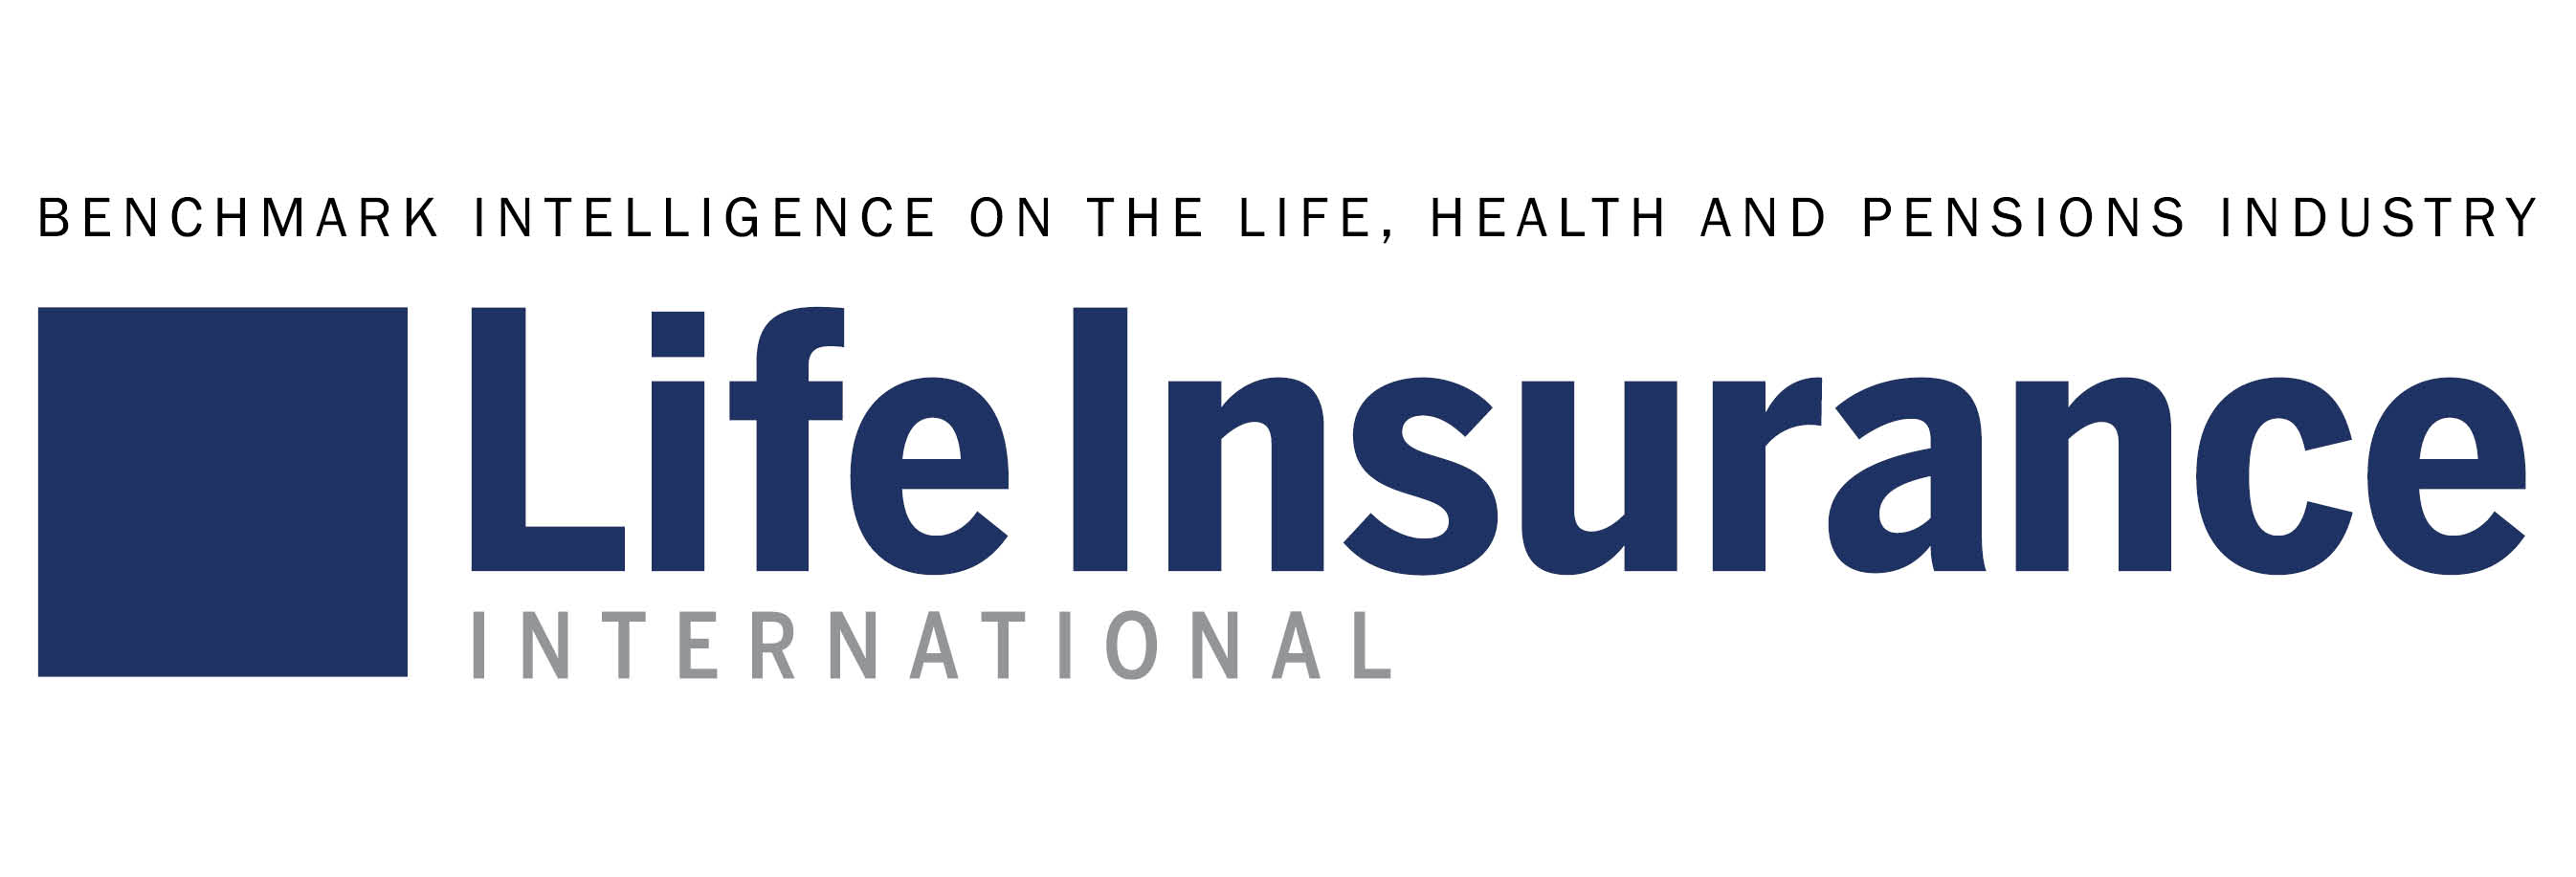 BENCHMARK INTELLIGENCE ON THE LIFE, HEALTH AND PENSIONS INDUSTRY
Life Insurance
INTERNATIONAL